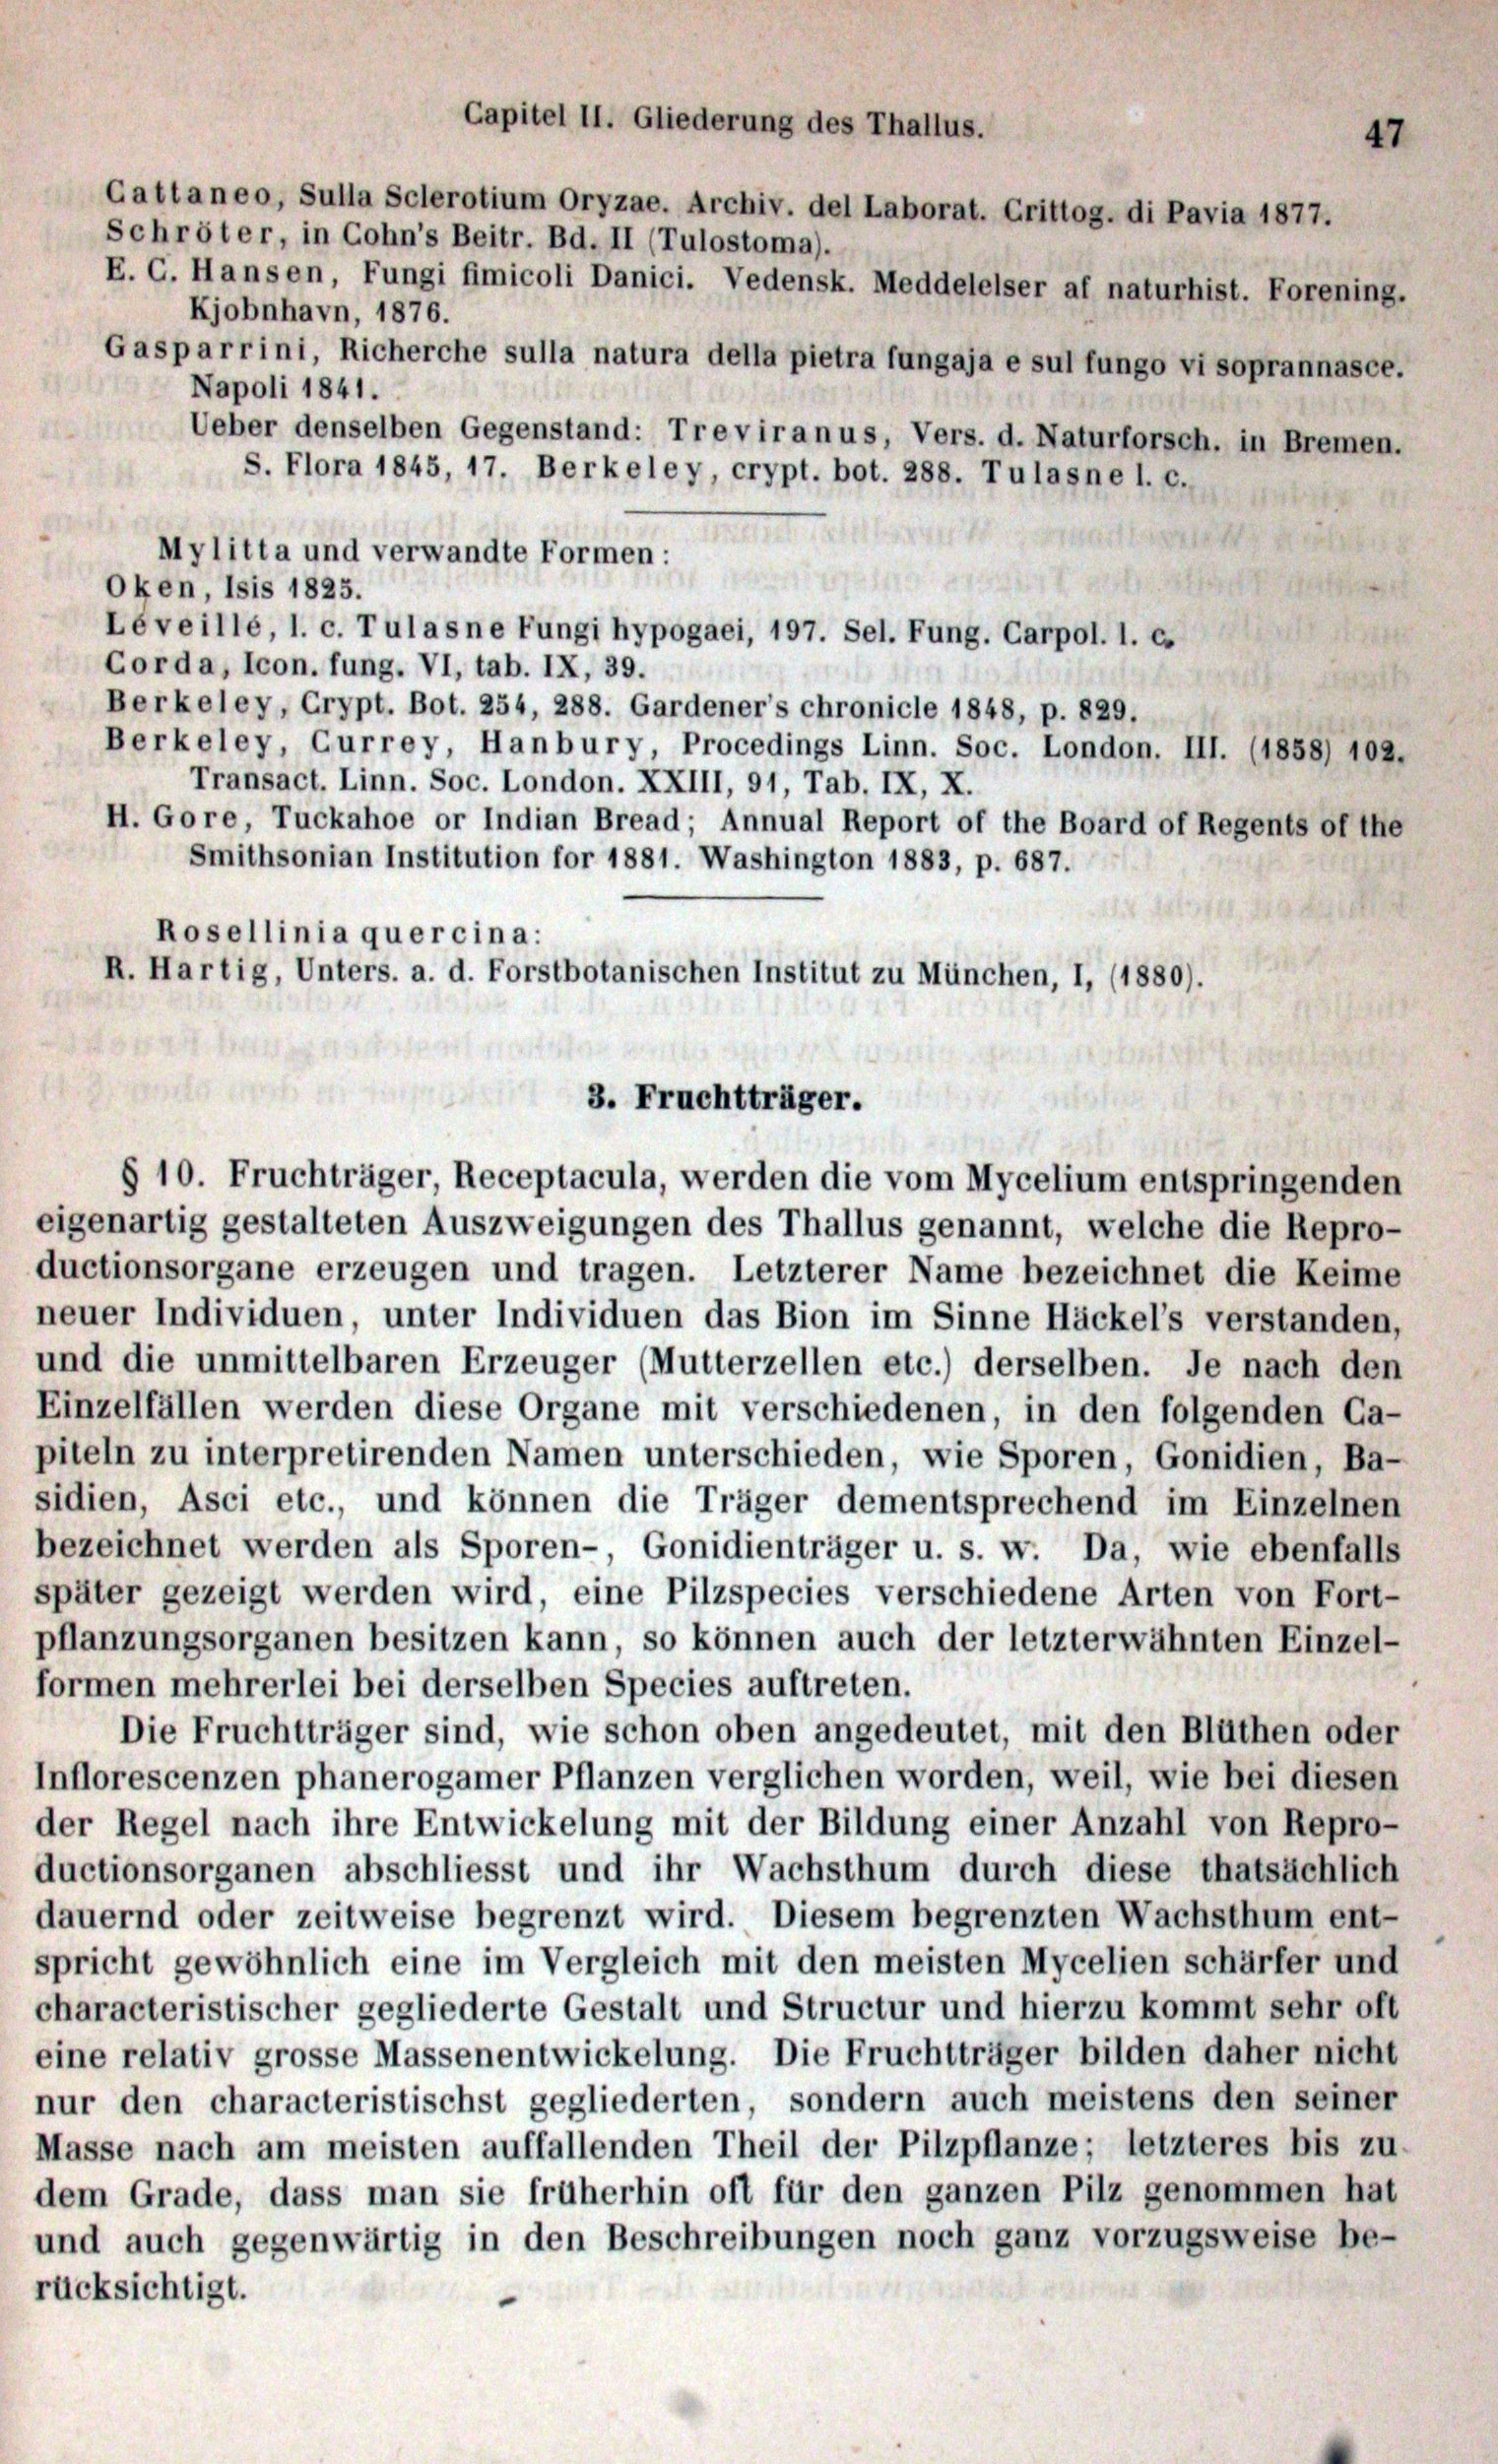 Capitel II. Gliederung des Thallus.
47
Cattaneo, Sulla Sclerotium Oryzae. Archiv. del Laborat. Crittog. di Pavia 1877.
Schröter, in Cohn's Beitr. Bd. II (Tulostoma).
E. C. Hansen, Fungi fimicoli Danici. Vedensk. Meddelelser af naturhist. Forening.
Kjobnhavn, 1876.
Gasparrini, Richerche sulla natura della pietra fungaja e sul fungo vi soprannasce.
Napoli 1841.
Ueber denselben Gegenstand: Treviranus, Vers. d. Naturforsch. in Bremen.
S. Flora 1845, 17. Berkeley, crypt. bot. 288. Tulasne l. c.
Mylitta und verwandte Formen:
Oken, Isis 1825.
Léveillé, l. c. Tulasne Fungi hypogaei, 197. Sel. Fung. Carpol. l. c.
Corda, Icon. fung. VI, tab. IX, 39.
Berkeley, Crypt. Bot. 254, 288. Gardener's chronicle 1848, p. 829.
Berkeley, Currey, Hanbury, Procedings Linn. Soc. London. III. (1858) 102.
Transact. Linn. Soc. London. XXIII, 91, Tab. IX, X.
H. Gore, Tuckahoe or Indian Bread; Annual Report of the Board of Regents of the
Smithsonian Institution for 1881. Washington 1883, p. 687.
Rosellinia quercina:
R. Hartig, Unters. a. d. Forstbotanischen Institut zu München, I, (1880).
3. Fruchtträger.
§ 10. Fruchträger, Receptacula, werden die vom Mycelium entspringenden
eigenartig gestalteten Auszweigungen des Thallus genannt, welche die Repro-
ductionsorgane erzeugen und tragen. Letzterer Name bezeichnet die Keime
neuer Individuen, unter Individuen das Bion im Sinne Häckel's verstanden,
und die unmittelbaren Erzeuger (Mutterzellen etc.) derselben. Je nach den
Einzelfällen werden diese Organe mit verschiedenen, in den folgenden Ca-
piteln zu interpretirenden Namen unterschieden, wie Sporen, Gonidien, Ba-
sidien, Asci etc., und können die Träger dementsprechend im Einzelnen
bezeichnet werden als Sporen-, Gonidienträger u. s. w. Da, wie ebenfalls
später gezeigt werden wird, eine Pilzspecies verschiedene Arten von Fort-
pflanzungsorganen besitzen kann, so können auch der letzterwähnten Einzel-
formen mehrerlei bei derselben Species auftreten.
Die Fruchtträger sind, wie schon oben angedeutet, mit den Blüthen oder
Inflorescenzen phanerogamer Pflanzen verglichen worden, weil, wie bei diesen
der Regel nach ihre Entwickelung mit der Bildung einer Anzahl von Repro-
ductionsorganen abschliesst und ihr Wachsthum durch diese thatsächlich
dauernd oder zeitweise begrenzt wird. Diesem begrenzten Wachsthum ent-
spricht gewöhnlich eine im Vergleich mit den meisten Mycelien schärfer und
characteristischer gegliederte Gestalt und Structur und hierzu kommt sehr oft
eine relativ grosse Massenentwickelung. Die Fruchtträger bilden daher nicht
nur den characteristischst gegliederten, sondern auch meistens den seiner
Masse nach am meisten auffallenden Theil der Pilzpflanze; letzteres bis zu
dem Grade, dass man sie früherhin oft für den ganzen Pilz genommen hat
und auch gegenwärtig in den Beschreibungen noch ganz vorzugsweise be-
rücksichtigt.